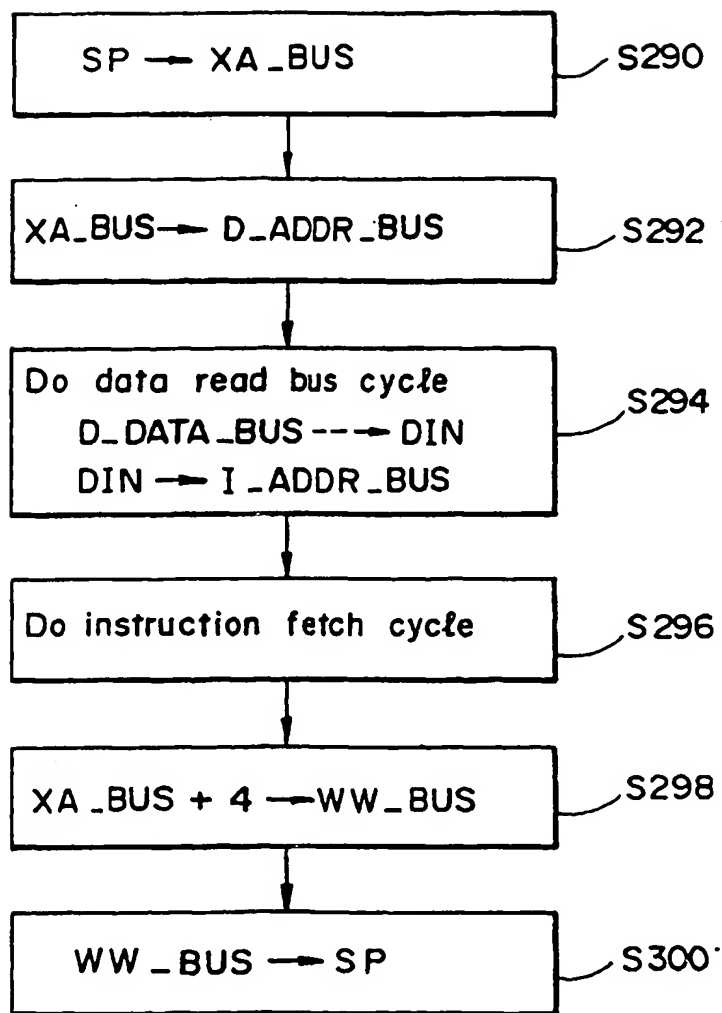 SP → XA_BUS
S290
XA_BUS → D_ADDR_BUS
S292
Do data read bus cycle
D_DATA_BUS ---→ DIN
DIN → I_ADDR_BUS
S294
Do instruction fetch cycle
S296
XA_BUS + 4 → WW_BUS
S298
WW_BUS → SP
S300